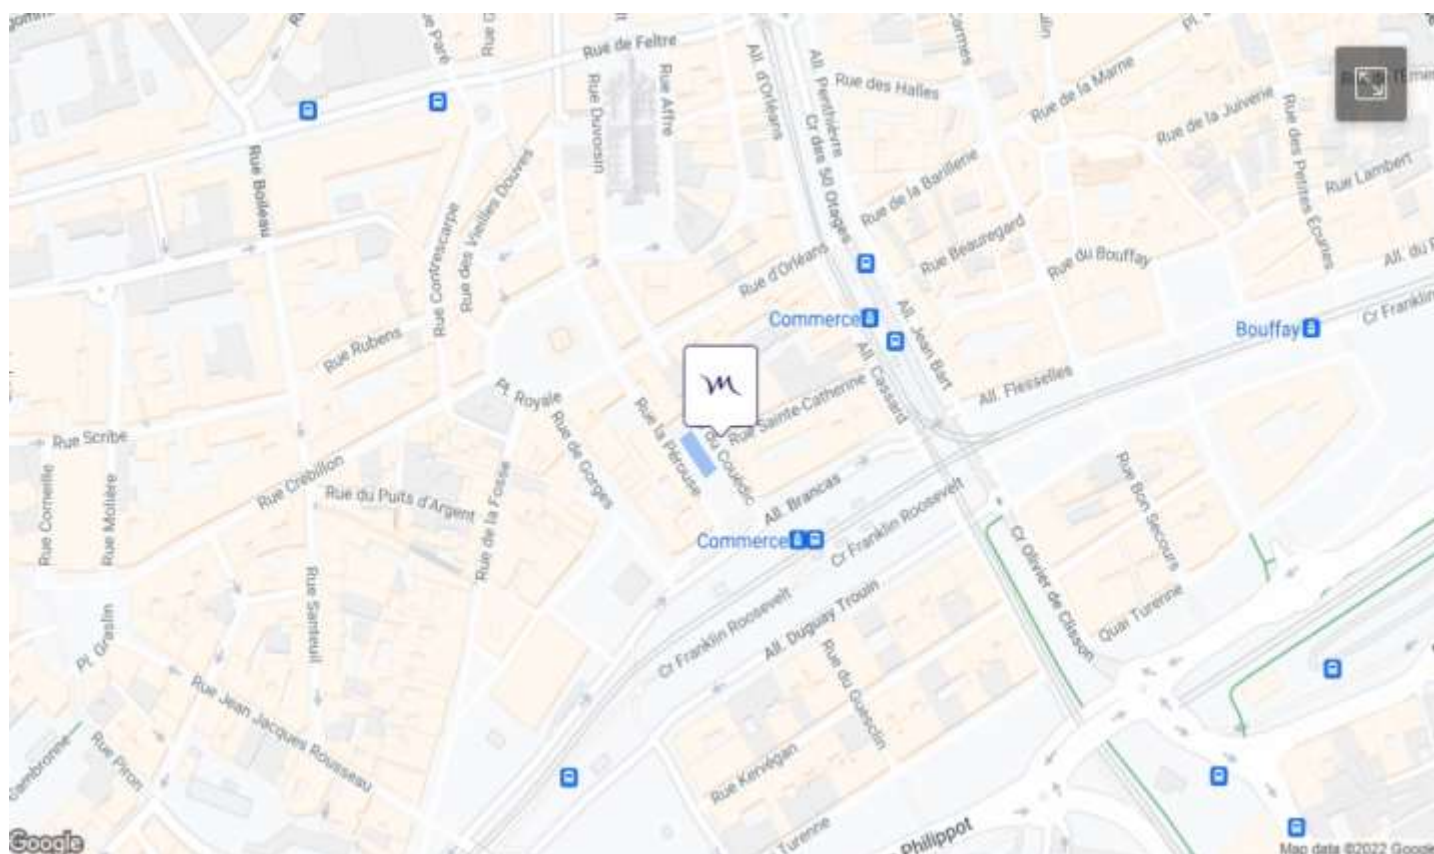 Rue de Feltre
Rue Paré
Rue Duvoisin
Rue Affre
All. d'Orléans
All. Penthièvre
Cr des 50 Otages
Rue des Halles
Rue de la Marne
Rue de la Juiverie
Rue des Petites Écuries
Rue Lambert
Rue Boileau
Rue Contrescarpe
Rue des Vieilles Douves
Rue de la Barillerie
Rue Beauregard
Rue du Bouffay
Rue d'Orléans
Commerce
All. Jean Bart
Bouffay
Cr Franklin
Rue Rubens
All. Cassard
All. Flesselles
Pl. Royale
Rue Sainte-Catherine
Rue Scribe
Rue Crébillon
Rue de Gorges
Rue la Pérouse
du Couëdic
Rue Corneille
Rue Molière
Rue du Puits d'Argent
Rue de la Fosse
All. Brancas
Commerce
Cr Franklin Roosevelt
Rue Bon Secours
Cr Olivier de Clisson
Quai Turenne
Pl. Graslin
Rue Santeuil
Cr Franklin Roosevelt
All. Duguay Trouin
Rue du Guesclin
Rue Jean Jacques Rousseau
Rue Piron
Cambronne
Rue Kervégan
Turenne
Philippot
Google
Map data ©2022 Google